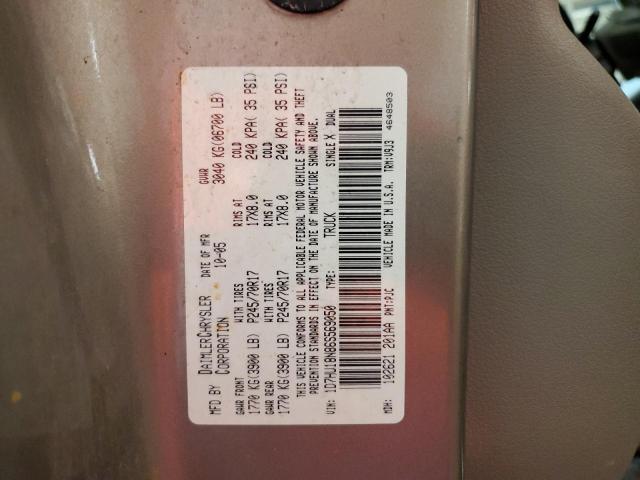 MFD BY DAIMLERCHRYSLER CORPORATION DATE OF MFR 10-05 GVWR 3040 KG(06700 LB)
GAWR FRONT WITH TIRES RIMS AT COLD
1770 KG(3900 LB) P245/70R17 17X8.0 240 KPA( 35 PSI)
GAWR REAR WITH TIRES RIMS AT COLD
1770 KG(3900 LB) P245/70R17 17X8.0 240 KPA( 35 PSI)
THIS VEHICLE CONFORMS TO ALL APPLICABLE FEDERAL MOTOR VEHICLE SAFETY AND THEFT
PREVENTION STANDARDS IN EFFECT ON THE DATE OF MANUFACTURE SHOWN ABOVE.
VIN: 1D7HU18N86S569050 TYPE: TRUCK SINGLE X DUAL
MDH: 102621 201AA PNT:PJC VEHICLE MADE IN U.S.A. TRM:V9J3 4648503